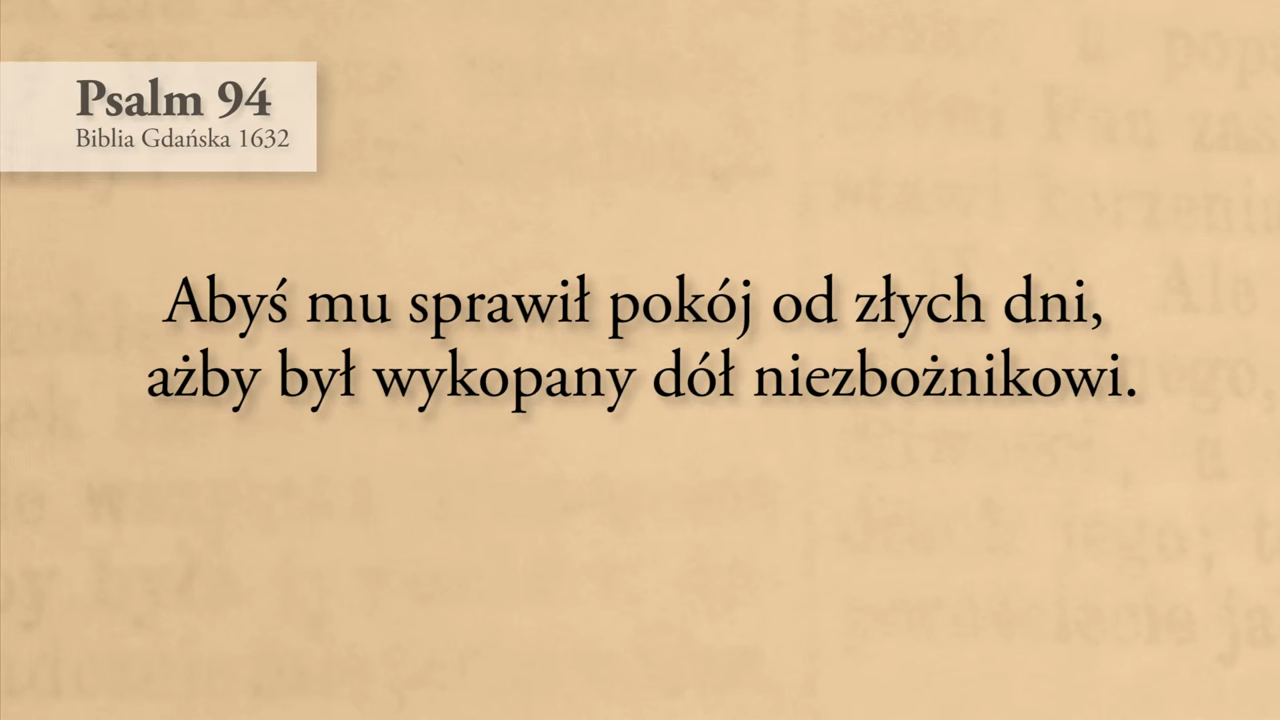 Psalm 94
Biblia Gdańska 1632
Abyś mu sprawił pokój od złych dni,
ażby był wykopany dół niezbożnikowi.